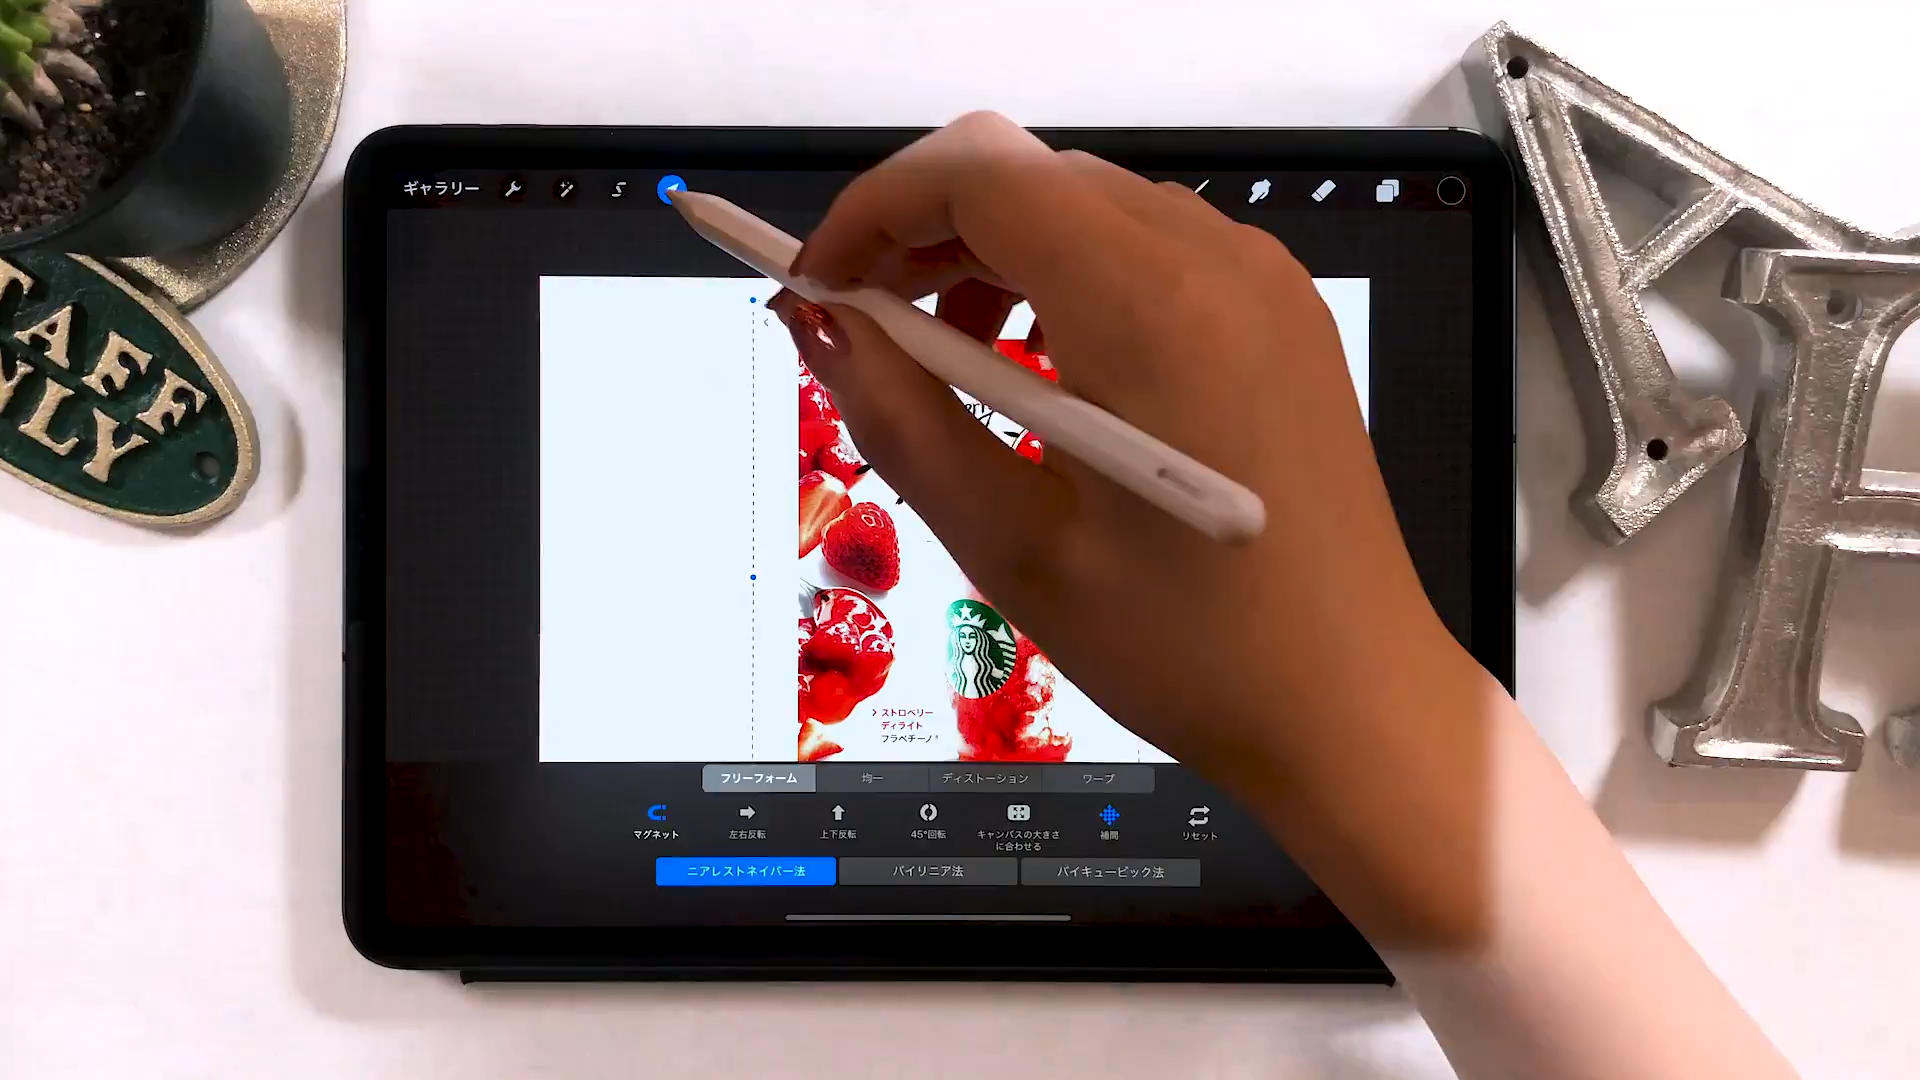 ギャラリー
STAFF
ONLY
ストロベリー
ディライト
フラペチーノ®
フリーフォーム
均一
ディストーション
ワープ
マグネット
左右反転
上下反転
45°回転
キャンバスの大きさ
に合わせる
補間
リセット
ニアレストネイバー法
バイリニア法
バイキュービック法